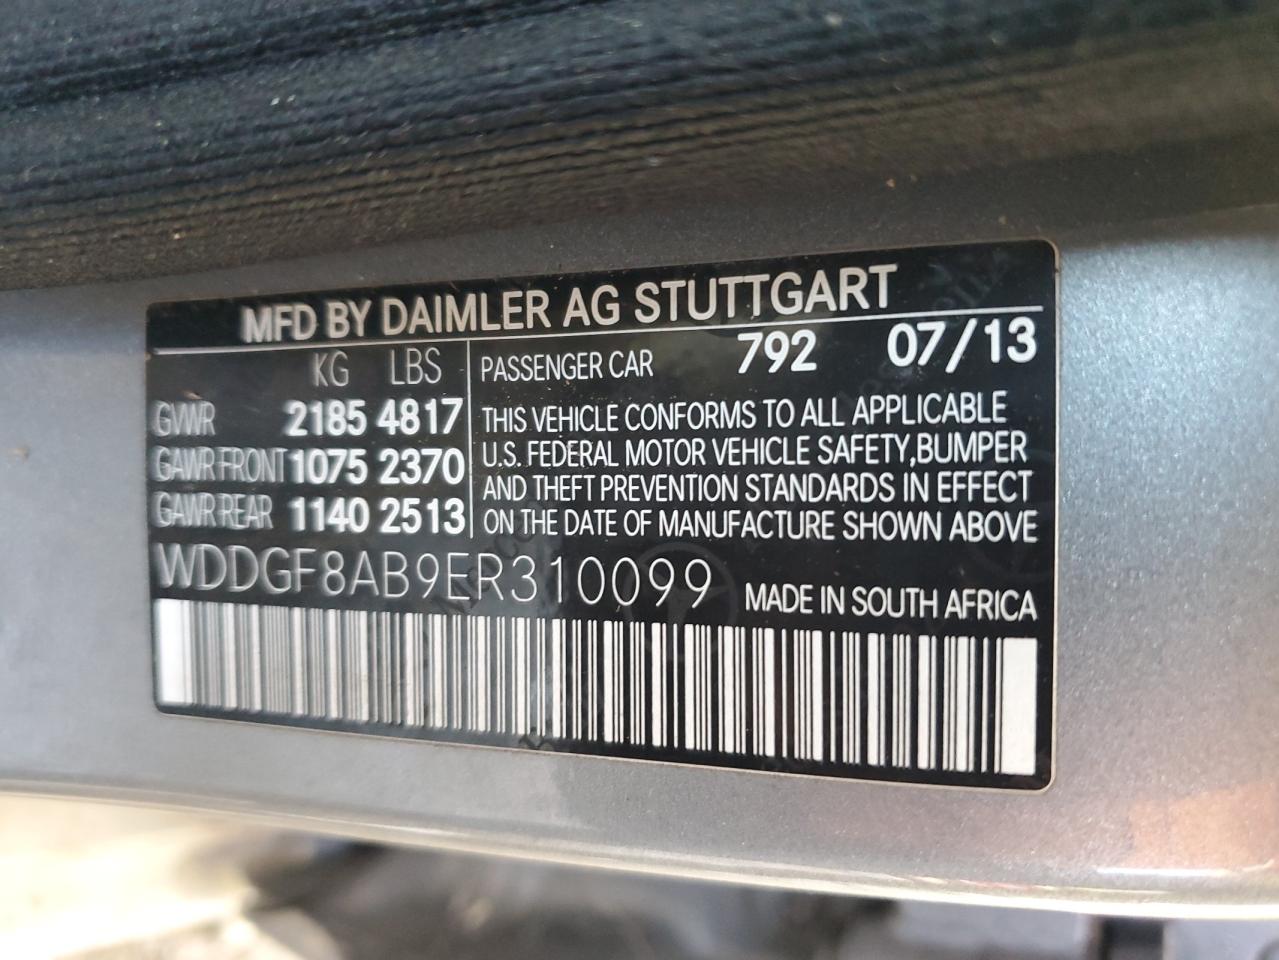 MFD BY DAIMLER AG STUTTGART
KG LBS
GVWR 2185 4817
GAWR FRONT 1075 2370
GAWR REAR 1140 2513
PASSENGER CAR 792 07/13
THIS VEHICLE CONFORMS TO ALL APPLICABLE
U.S. FEDERAL MOTOR VEHICLE SAFETY,BUMPER
AND THEFT PREVENTION STANDARDS IN EFFECT
ON THE DATE OF MANUFACTURE SHOWN ABOVE
WDDGF8AB9ER310099 MADE IN SOUTH AFRICA